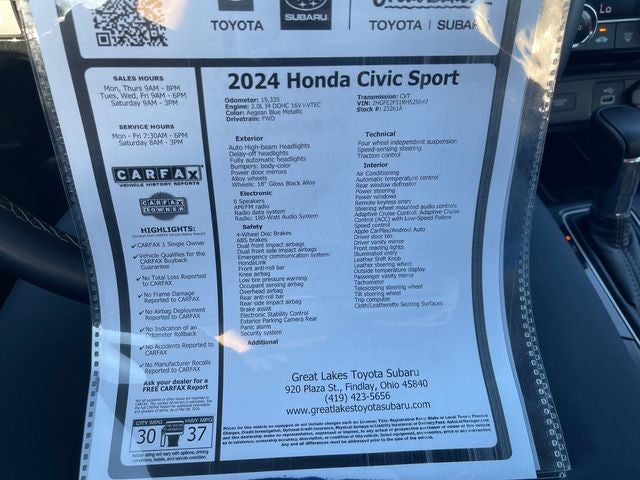 TOYOTA
SUBARU
TOYOTA | SUBARU
Lo
SALES HOURS
Mon, Thurs 9AM - 8PM
Tues, Wed, Fri 9AM - 6PM
Saturday 9AM - 3PM
SERVICE HOURS
Mon - Fri 7:30AM - 6PM
Saturday 8AM - 3PM
CARFAX
VEHICLE HISTORY REPORTS
CARFAX
1 OWNER
HIGHLIGHTS:
✓ CARFAX 1 Single Owner
✓ Vehicle Qualifies for the
CARFAX Buyback
Guarantee
✓ No Total Loss Reported
to CARFAX
✓ No Frame Damage
Reported to CARFAX
✓ No Airbag Deployment
Reported to CARFAX
✓ No Indication of an
Odometer Rollback
✓ No Accidents Reported to
CARFAX
✓ No Manufacturer Recalls
Reported to CARFAX
Ask your dealer for a
FREE CARFAX Report
CITY MPG
30
HWY MPG
37
Actual rating will vary with options, driving
conditions, habits, and vehicle condition.
2024 Honda Civic Sport
Odometer: 19,335
Engine: 2.0L I4 DOHC 16V i-VTEC
Color: Aegean Blue Metallic
Drivetrain: FWD
Transmission: CVT
VIN: 2HGFE2F51RH525847
Stock #: 23261A
Exterior
Auto High-beam Headlights
Delay-off headlights
Fully automatic headlights
Bumpers: body-color
Power door mirrors
Alloy wheels
Wheels: 18" Gloss Black Alloy
Electronic
8 Speakers
AM/FM radio
Radio data system
Radio: 180-Watt Audio System
Safety
4-Wheel Disc Brakes
ABS brakes
Dual front impact airbags
Dual front side impact airbags
Emergency communication system:
HondaLink
Front anti-roll bar
Knee airbag
Low tire pressure warning
Occupant sensing airbag
Overhead airbag
Rear anti-roll bar
Rear side impact airbag
Brake assist
Electronic Stability Control
Exterior Parking Camera Rear
Panic alarm
Security system
Additional
Technical
Four wheel independent suspension
Speed-sensing steering
Traction control
Interior
Air Conditioning
Automatic temperature control
Rear window defroster
Power steering
Power windows
Remote keyless entry
Steering wheel mounted audio controls
Adaptive Cruise Control: Adaptive Cruise
Control (ACC) with Low-Speed Follow
Speed control
Apple CarPlay/Android Auto
Driver door bin
Driver vanity mirror
Front reading lights
Illuminated entry
Leather Shift Knob
Leather steering wheel
Outside temperature display
Passenger vanity mirror
Tachometer
Telescoping steering wheel
Tilt steering wheel
Trip computer
Cloth/Leatherette Seating Surfaces
Great Lakes Toyota Subaru
920 Plaza St., Findlay, Ohio 45840
(419) 423-5656
www.greatlakestoyotasubaru.com